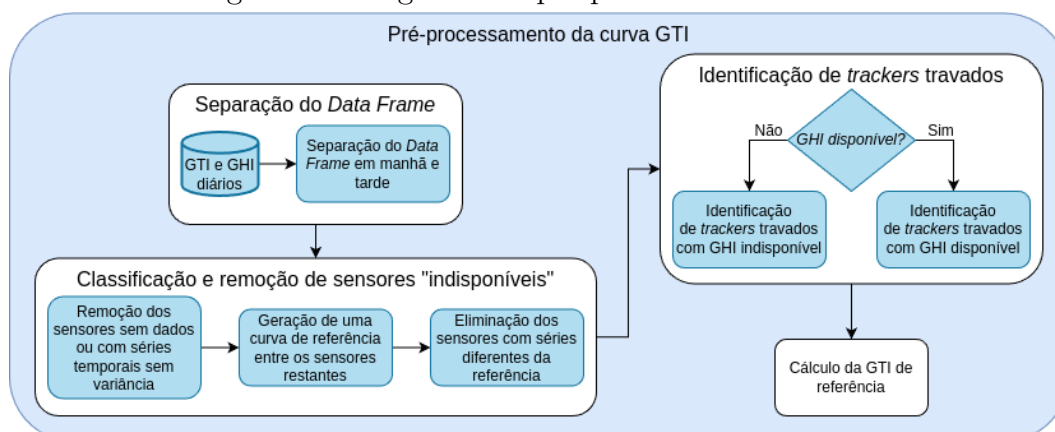 Pré-processamento da curva GTI
Separação do Data Frame
GTI e GHI
diários
Separação do Data
Frame em manhã e
tarde
Classificação e remoção de sensores "indisponíveis"
Remoção dos
sensores sem dados
ou com séries
temporais sem
variância
Geração de uma
curva de referência
entre os sensores
restantes
Eliminação dos
sensores com séries
diferentes da
referência
Identificação de trackers travados
GHI disponível?
Não
Sim
Identificação
de trackers travados
com GHI indisponível
Identificação
de trackers travados
com GHI disponível
Cálculo da GTI de
referência